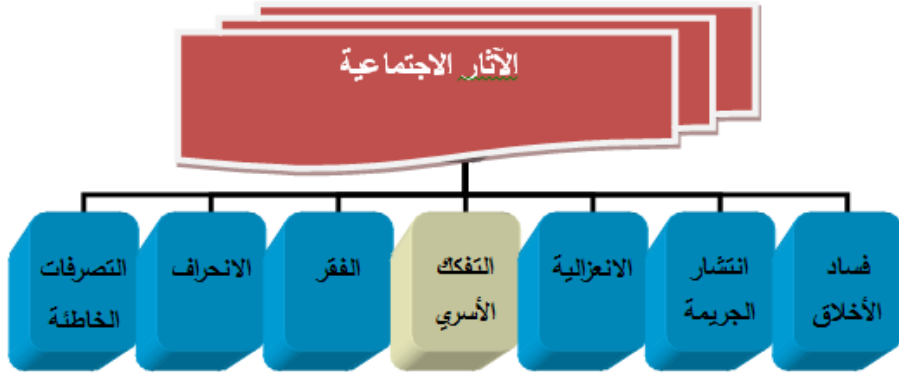 الآثار الاجتماعية
فساد
الأخلاق
انتشار
الجريمة
الانعزالية
التفكك
الأسري
الفقر
الانحراف
التصرفات
الخاطئة